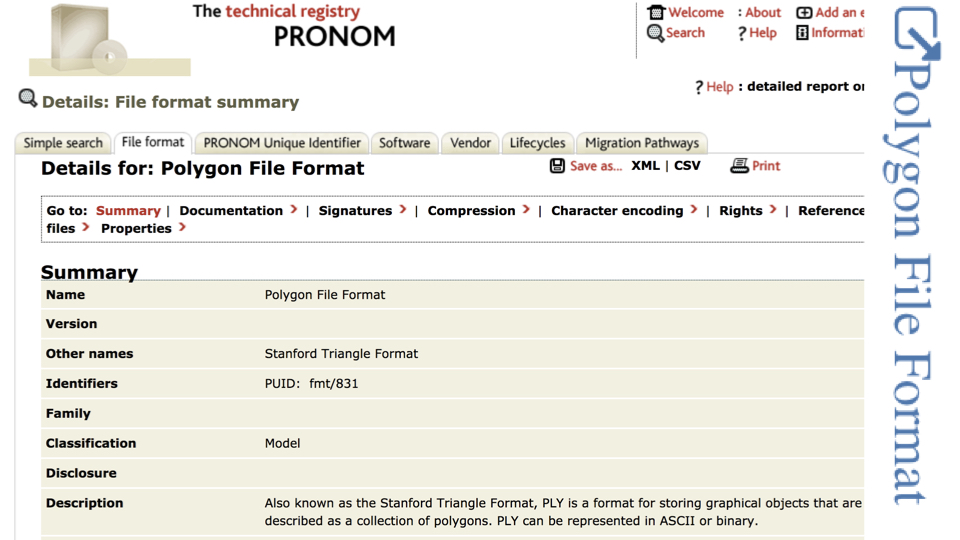 The technical registry
PRONOM
Welcome : About Add an e
Search ? Help Informati
? Help : detailed report or
Details: File format summary
Simple search File format PRONOM Unique Identifier Software Vendor Lifecycles Migration Pathways
Details for: Polygon File Format Save as... XML | CSV Print
Go to: Summary | Documentation > | Signatures > | Compression > | Character encoding > | Rights > | Reference
files > Properties >
Summary
Name Polygon File Format
Version
Other names Stanford Triangle Format
Identifiers PUID: fmt/831
Family
Classification Model
Disclosure
Description Also known as the Stanford Triangle Format, PLY is a format for storing graphical objects that are
described as a collection of polygons. PLY can be represented in ASCII or binary.
Polygon File Format